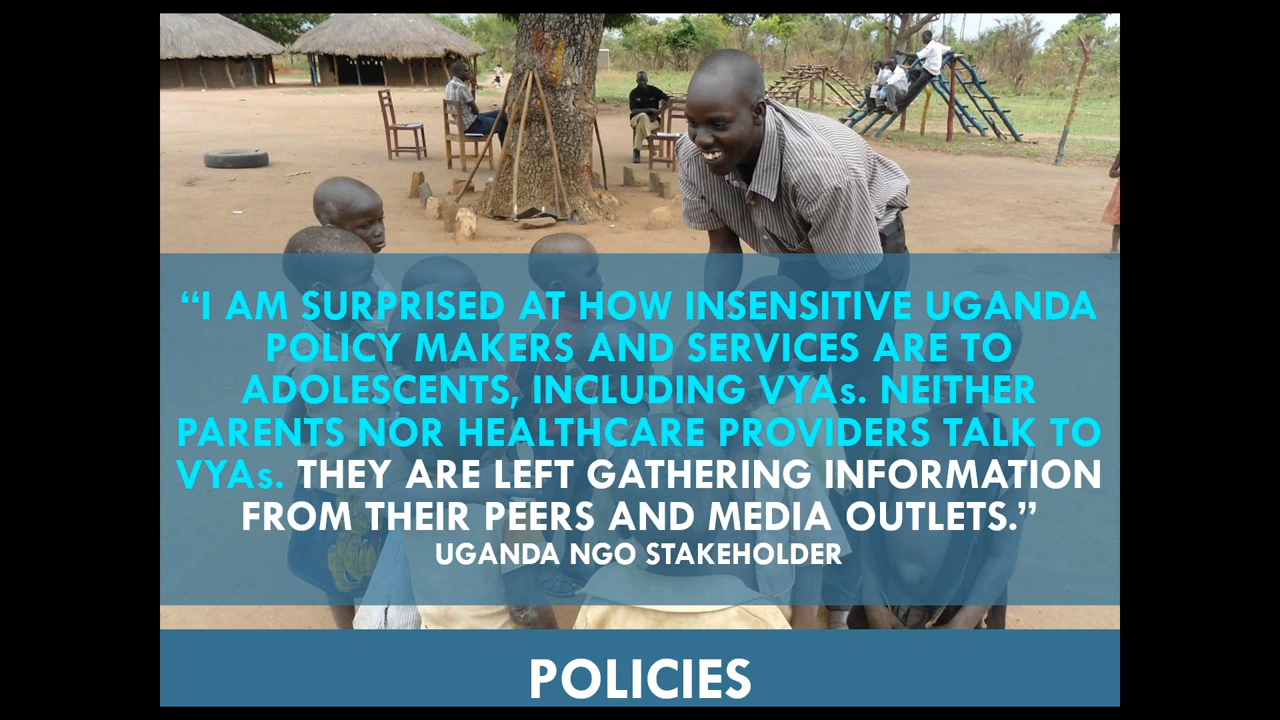 “I AM SURPRISED AT HOW INSENSITIVE UGANDA
POLICY MAKERS AND SERVICES ARE TO
ADOLESCENTS, INCLUDING VYAs. NEITHER
PARENTS NOR HEALTHCARE PROVIDERS TALK TO
VYAs. THEY ARE LEFT GATHERING INFORMATION
FROM THEIR PEERS AND MEDIA OUTLETS.”
UGANDA NGO STAKEHOLDER
POLICIES